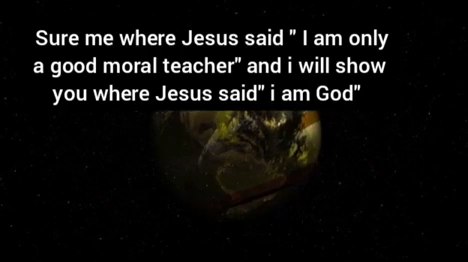 Sure me where Jesus said " I am only
a good moral teacher" and i will show
you where Jesus said" i am God"